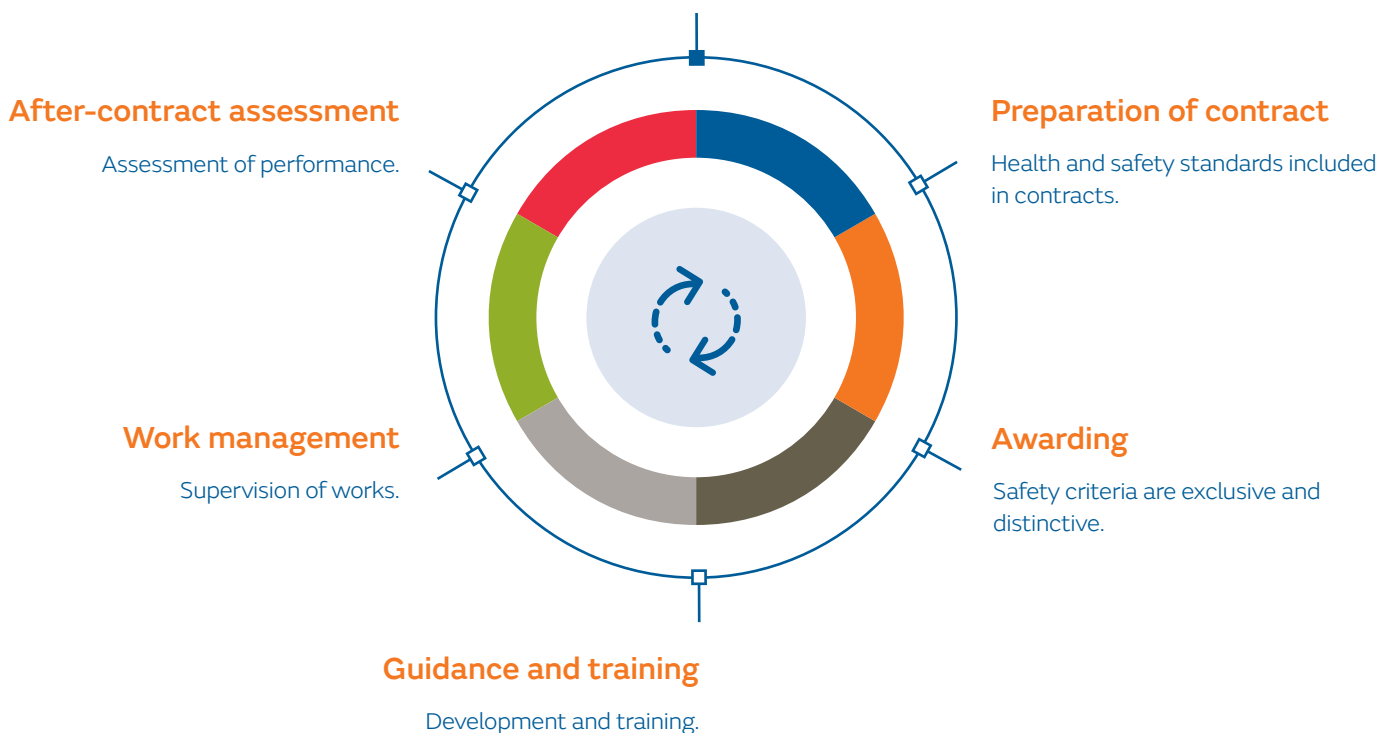 After-contract assessment
Assessment of performance.
Preparation of contract
Health and safety standards included
in contracts.
Work management
Supervision of works.
Awarding
Safety criteria are exclusive and
distinctive.
Guidance and training
Development and training.